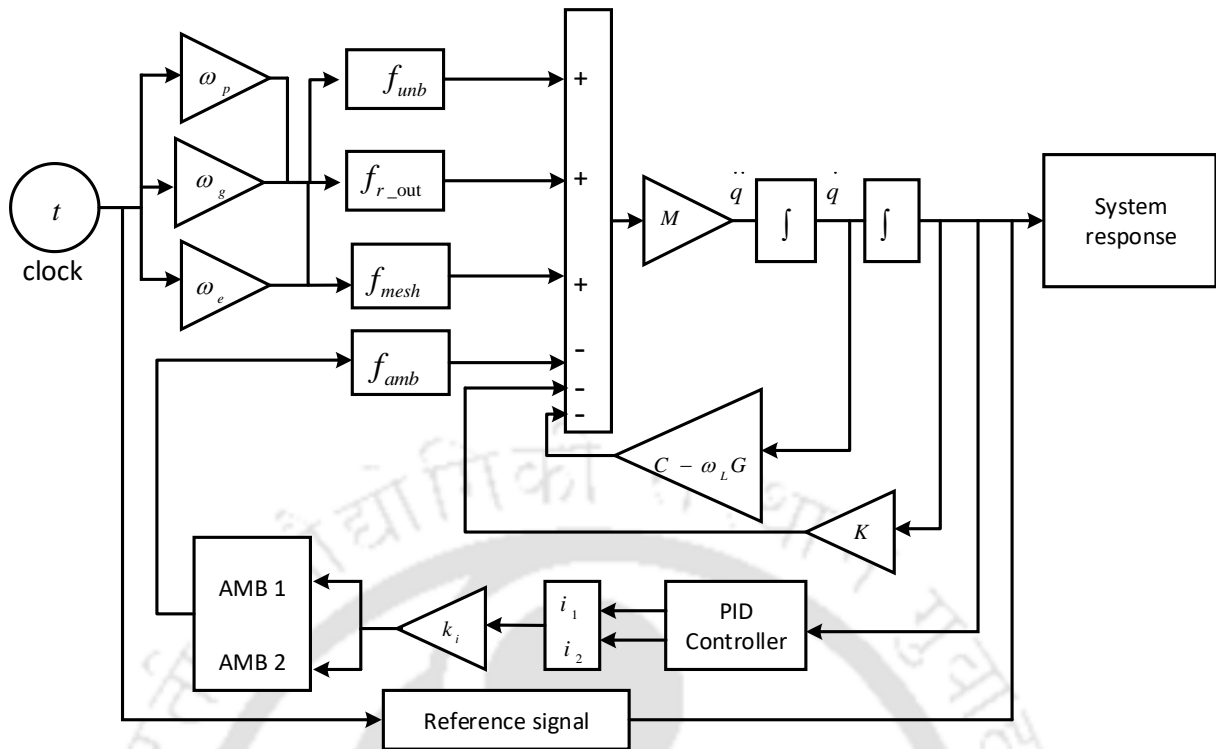 t
clock
ω_p
ω_g
ω_e
f_unb
f_r_out
f_mesh
f_amb
+
+
+
-
-
-
M
q̈
∫
q̇
∫
System
response
C - ω_L G
K
AMB 1
AMB 2
k_i
i_1
i_2
PID
Controller
Reference signal